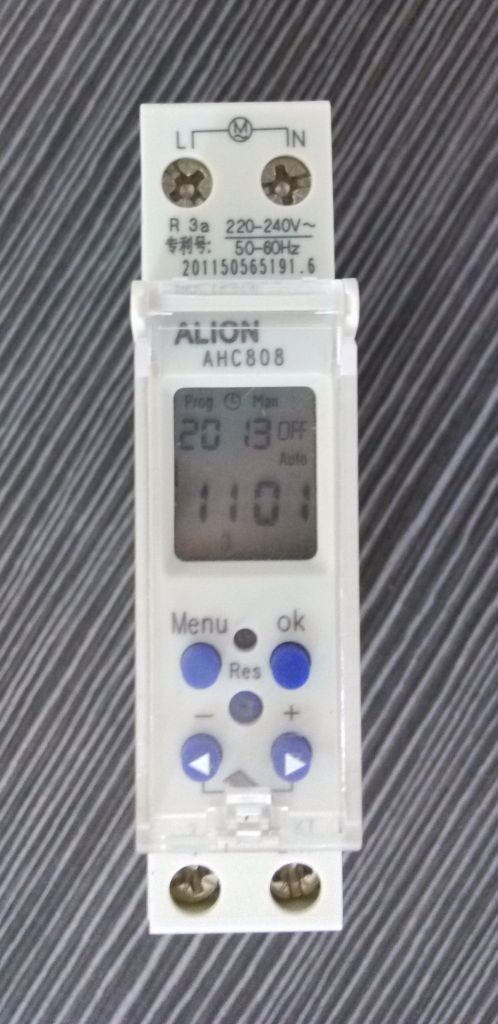 L M N
R 3a 220-240V~
专利号: 50-60Hz
201150565191.6
ALION
AHC808
Prog Man
20 13 OFF
Auto
1101
Menu ok
Res
- +